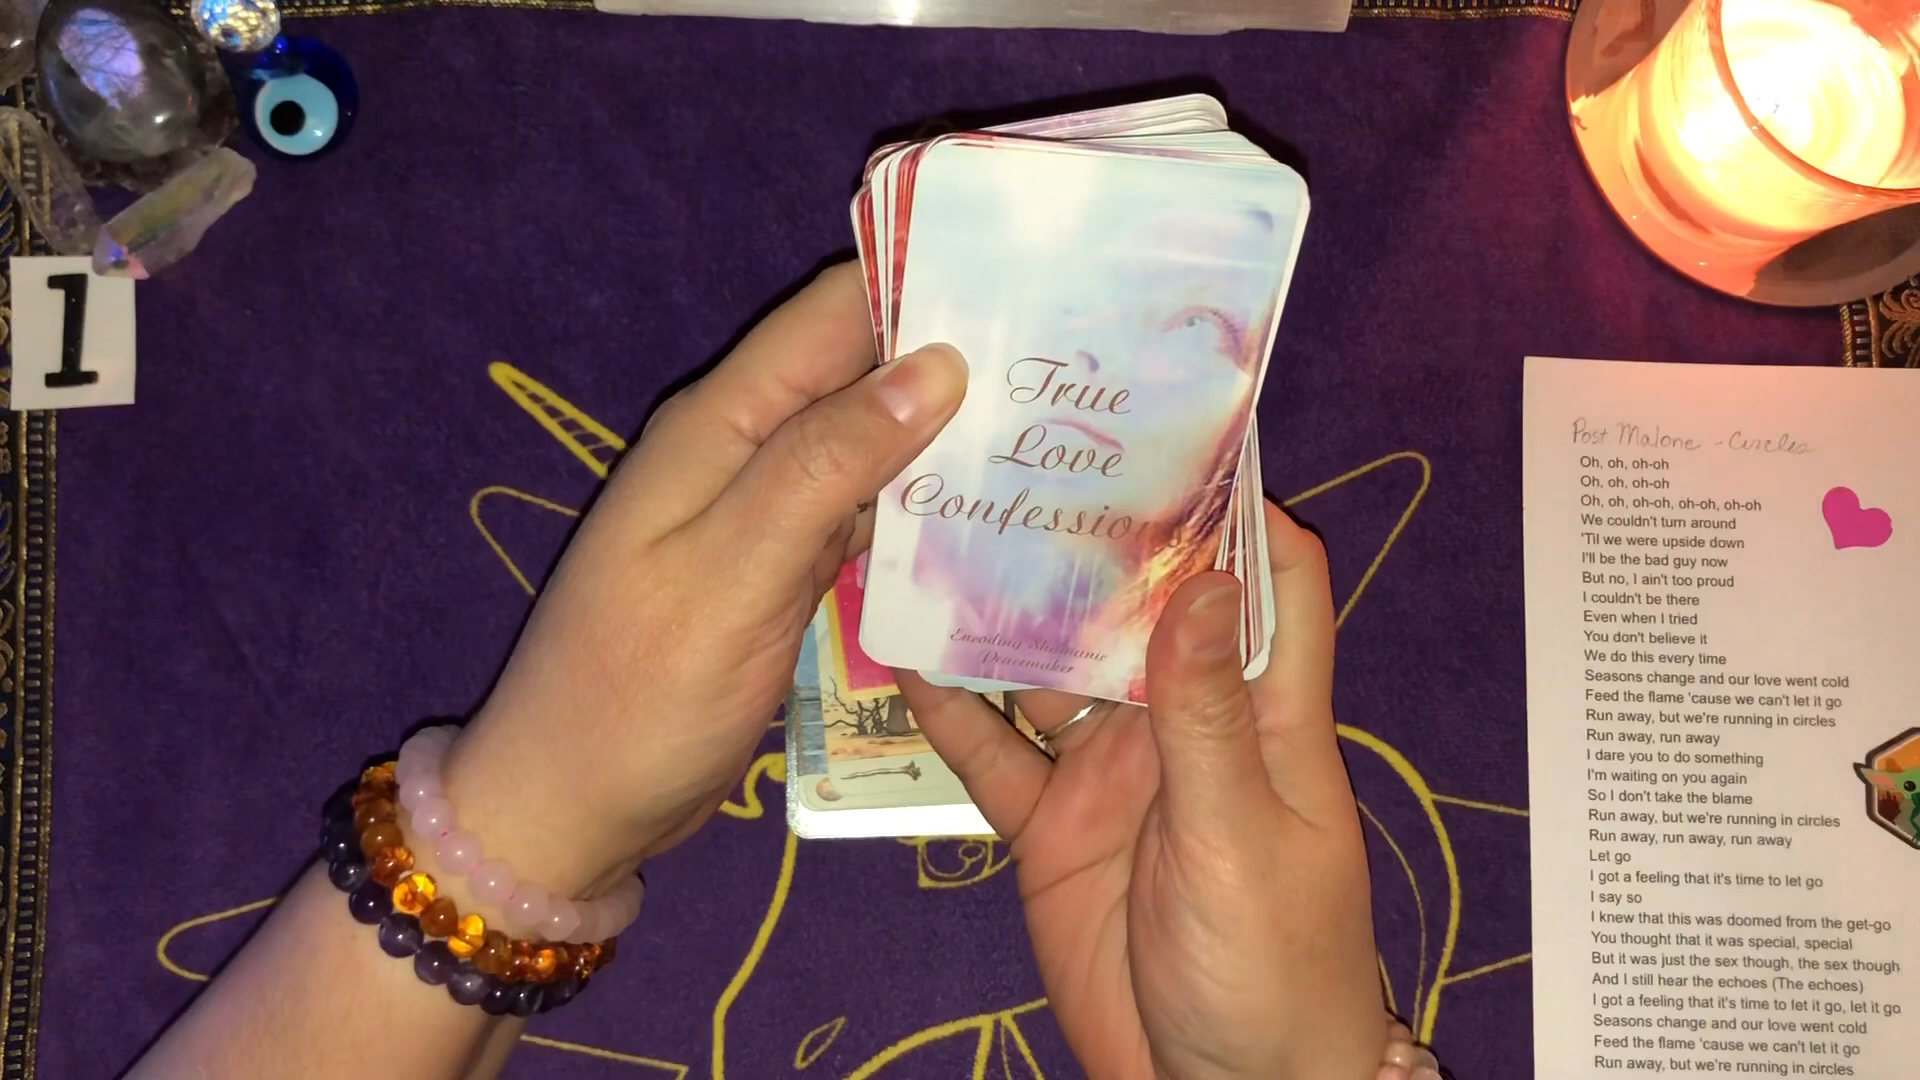 1
True
Love
Confessio
Encoding Shamanic
Peacemaker
Post Malone - Circles
Oh, oh, oh-oh
Oh, oh, oh-oh
Oh, oh, oh-oh, oh-oh, oh-oh
We couldn't turn around
'Til we were upside down
I'll be the bad guy now
But no, I ain't too proud
I couldn't be there
Even when I tried
You don't believe it
We do this every time
Seasons change and our love went cold
Feed the flame 'cause we can't let it go
Run away, but we're running in circles
Run away, run away
I dare you to do something
I'm waiting on you again
So I don't take the blame
Run away, but we're running in circles
Run away, run away, run away
Let go
I got a feeling that it's time to let go
I say so
I knew that this was doomed from the get-go
You thought that it was special, special
But it was just the sex though, the sex though
And I still hear the echoes (The echoes)
I got a feeling that it's time to let it go, let it go
Seasons change and our love went cold
Feed the flame 'cause we can't let it go
Run away, but we're running in circles